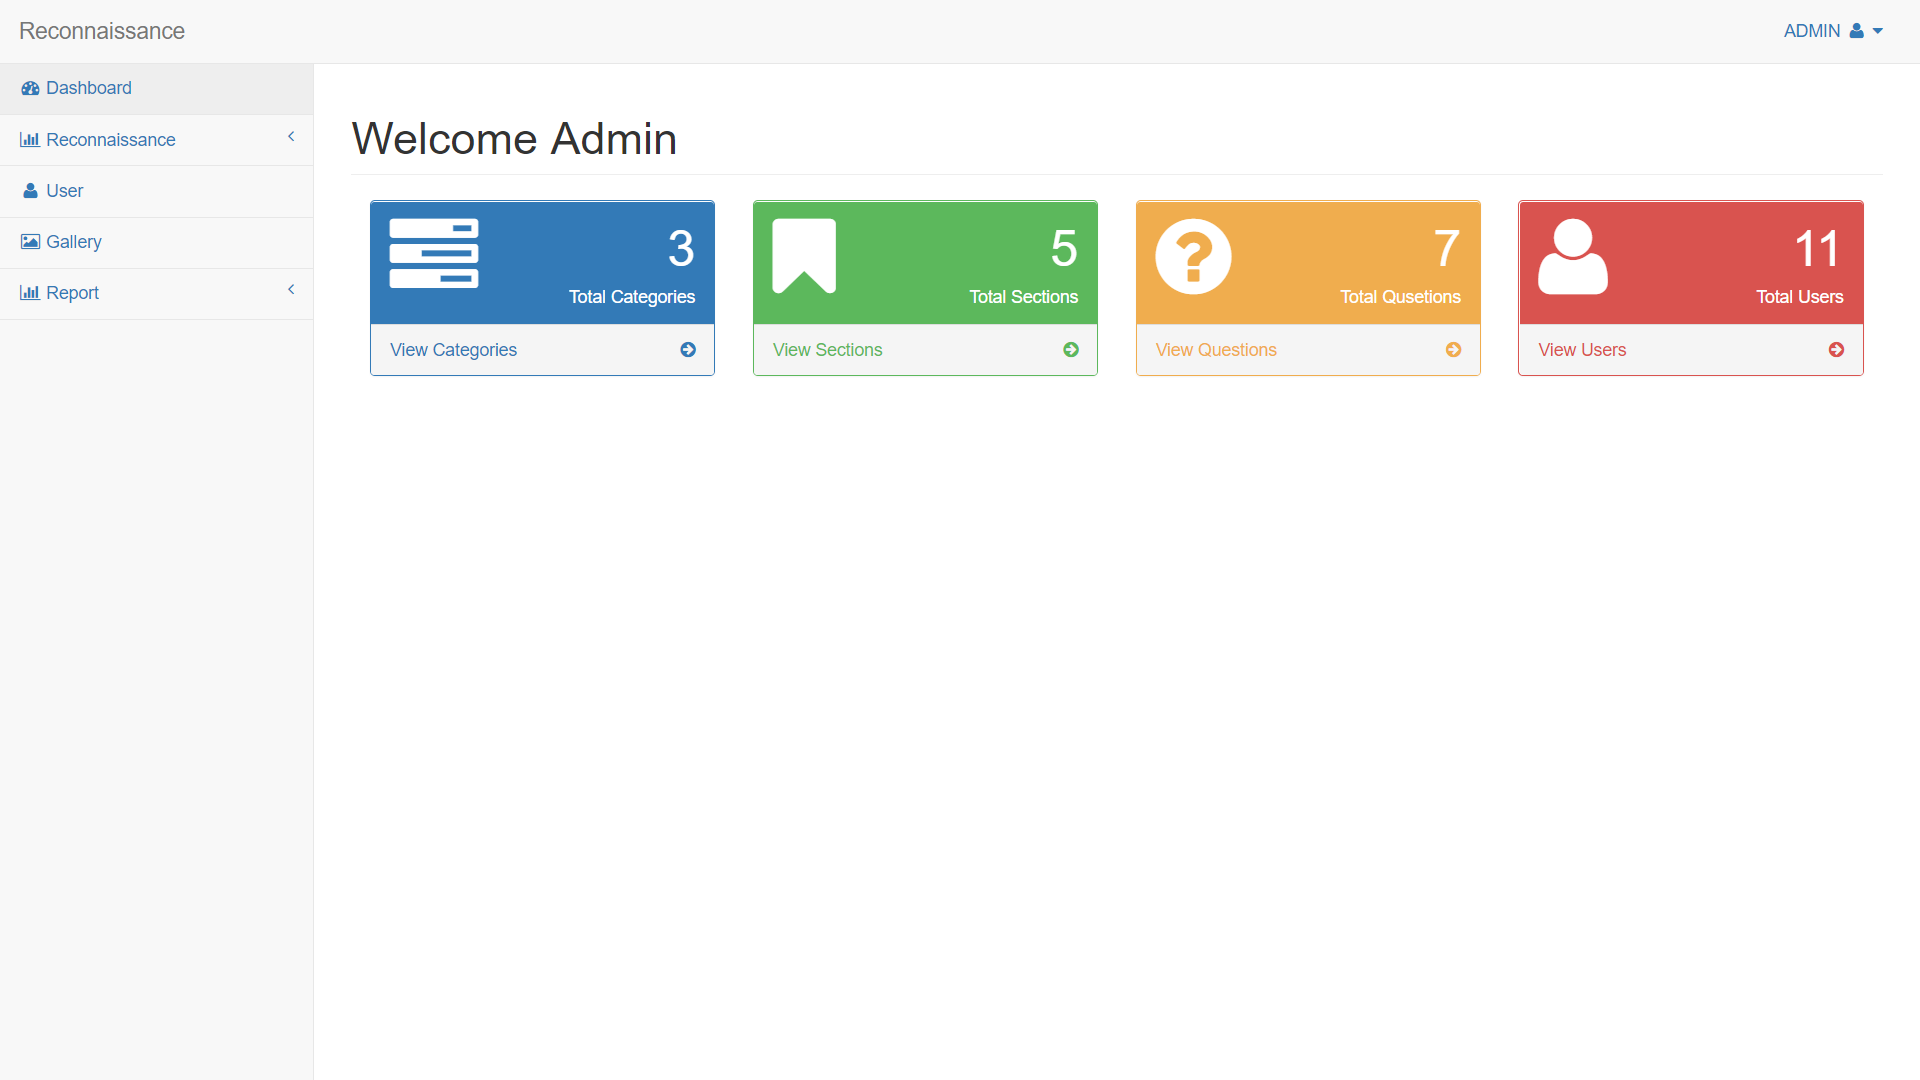 Reconnaissance
ADMIN
Dashboard
Reconnaissance
User
Gallery
Report
Welcome Admin
3
Total Categories
View Categories
5
Total Sections
View Sections
7
Total Qusetions
View Questions
11
Total Users
View Users